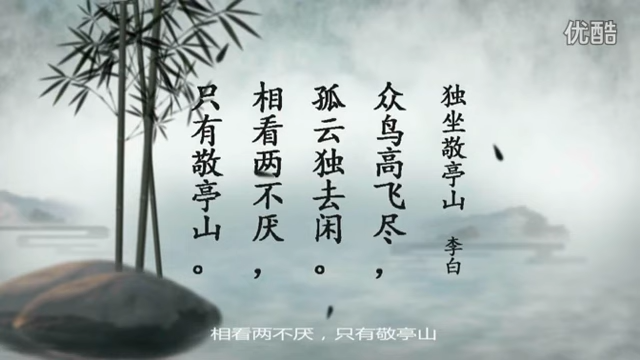 优酷
独坐敬亭山
李白
众鸟高飞尽，
孤云独去闲。
相看两不厌，
只有敬亭山。
相看两不厌，只有敬亭山